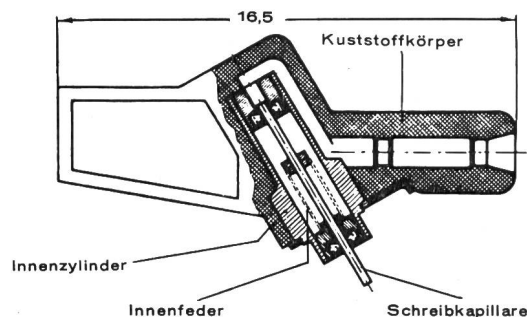 16,5
Kuststoffkörper
Innenzylinder
Innenfeder
Schreibkapillare